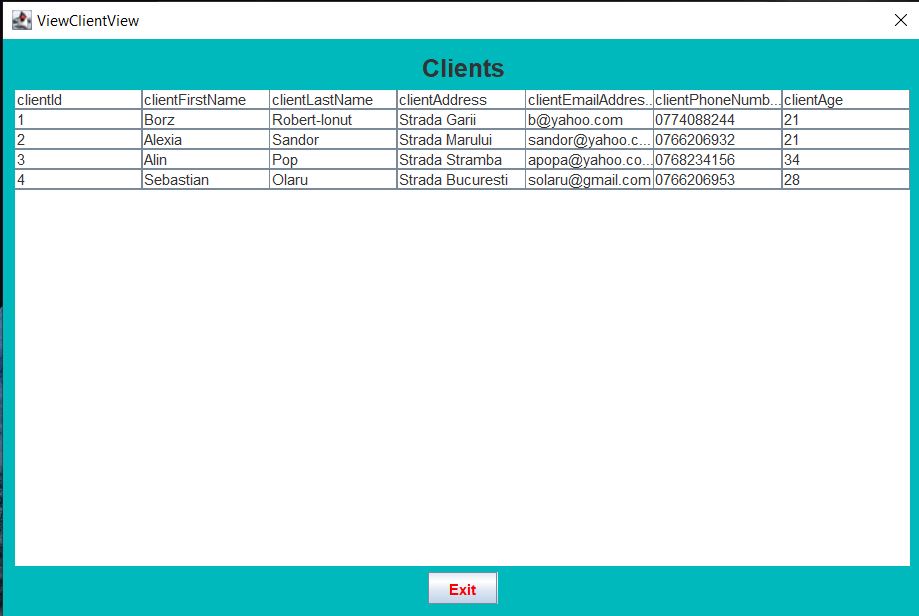 ViewClientView
Clients
clientId clientFirstName clientLastName clientAddress clientEmailAddres... clientPhoneNumb... clientAge
1 Borz Robert-Ionut Strada Garii b@yahoo.com 0774088244 21
2 Alexia Sandor Strada Marului sandor@yahoo.c... 0766206932 21
3 Alin Pop Strada Stramba apopa@yahoo.co... 0768234156 34
4 Sebastian Olaru Strada Bucuresti solaru@gmail.com 0766206953 28
Exit